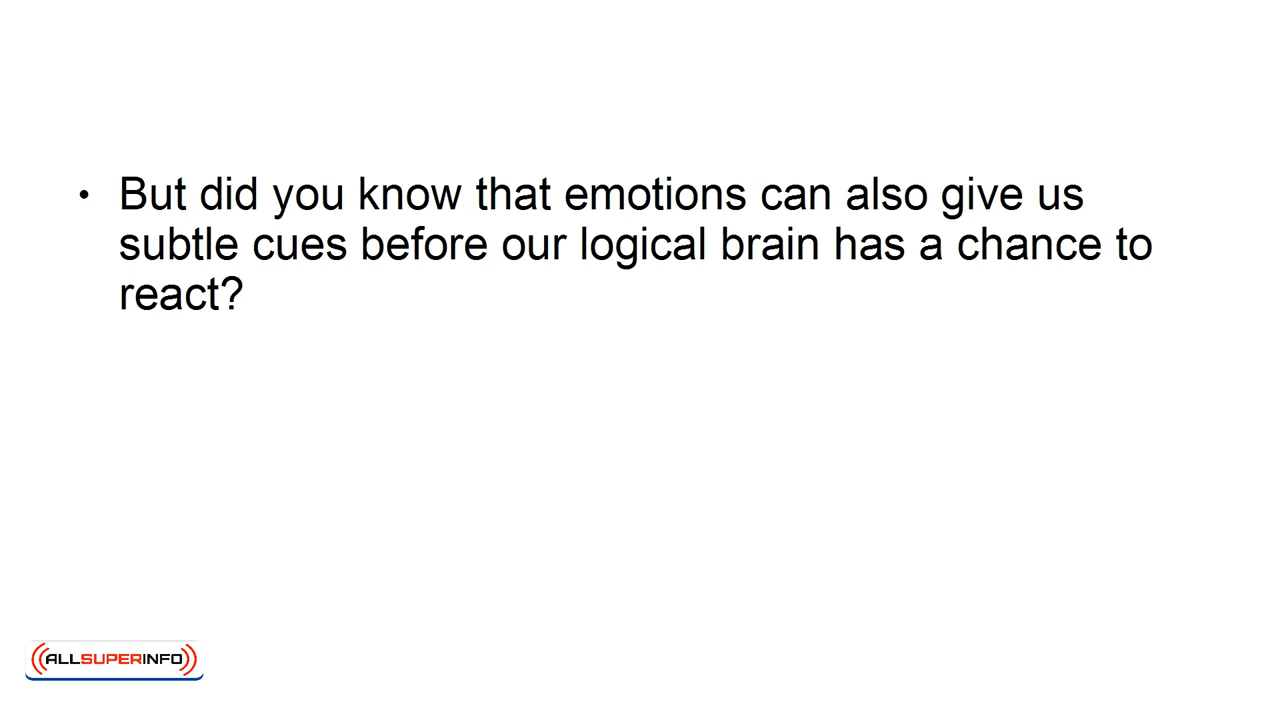 • But did you know that emotions can also give us
subtle cues before our logical brain has a chance to
react?
ALLSUPERINFO